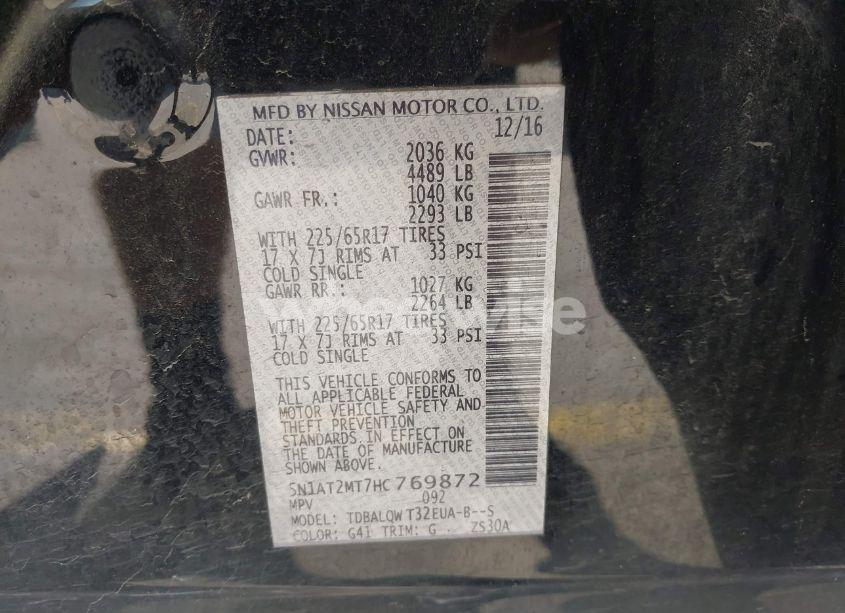 MFD BY NISSAN MOTOR CO., LTD.
DATE: 12/16
GVWR: 2036 KG
4489 LB
GAWR FR.: 1040 KG
2293 LB
WITH 225/65R17 TIRES
17 X 7J RIMS AT 33 PSI
COLD SINGLE
GAWR RR.: 1027 KG
2264 LB
WITH 225/65R17 TIRES
17 X 7J RIMS AT 33 PSI
COLD SINGLE
THIS VEHICLE CONFORMS TO
ALL APPLICABLE FEDERAL
MOTOR VEHICLE SAFETY AND
THEFT PREVENTION
STANDARDS IN EFFECT ON
THE DATE OF MANUFACTURE
SHOWN ABOVE.
5N1AT2MT7HC769872
MPV 092
MODEL: TDBALQW T32EUA-B--S
COLOR: G41 TRIM: G ZS30A